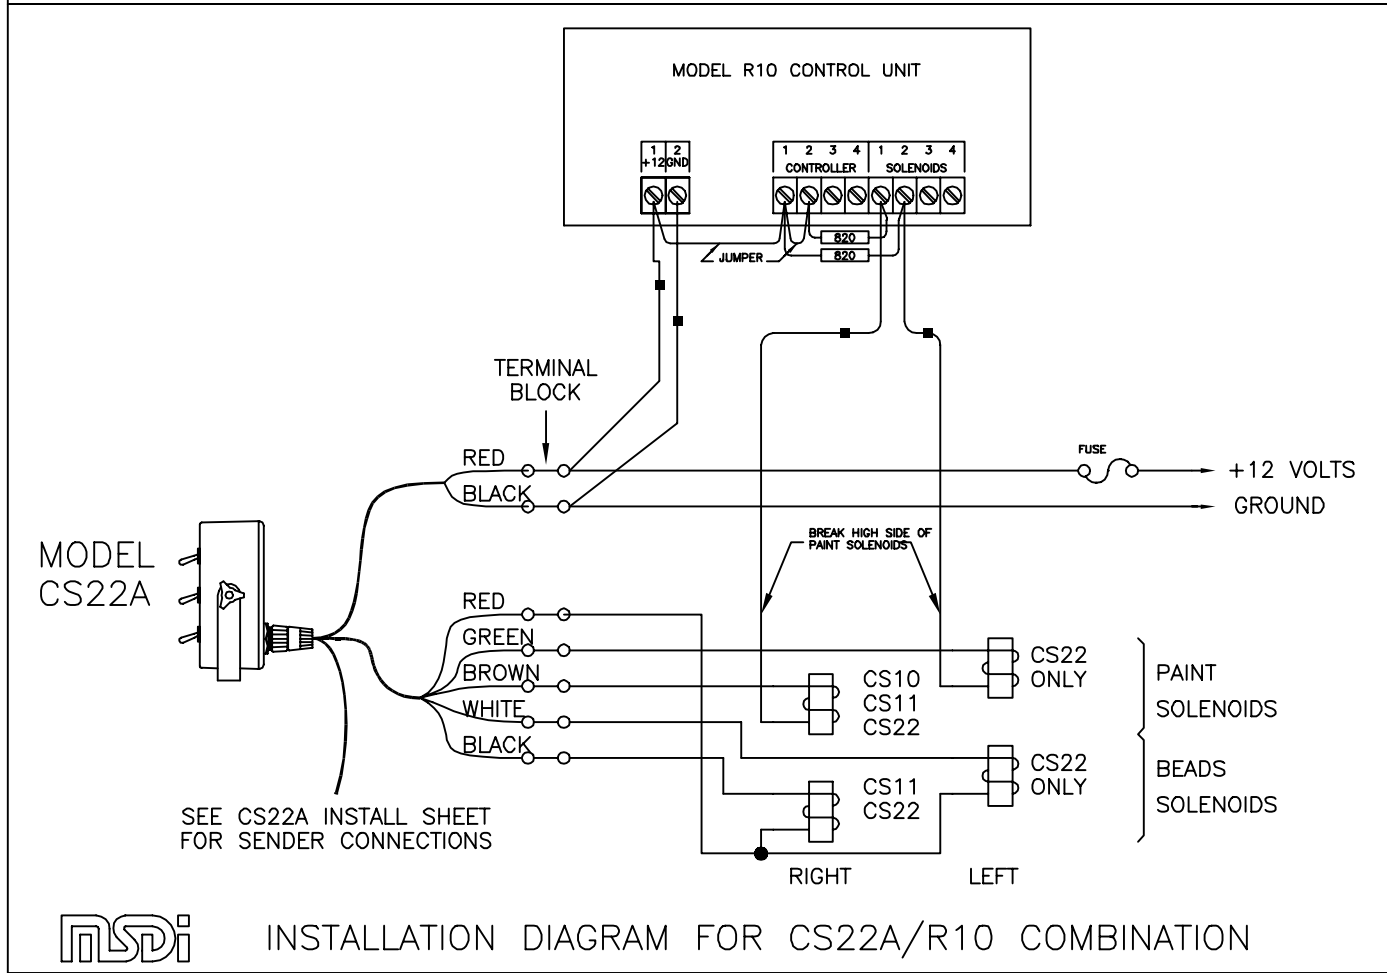 MODEL R10 CONTROL UNIT
1 2
+12 GND
1 2 3 4 1 2 3 4
CONTROLLER SOLENOIDS
820
JUMPER
820
TERMINAL
BLOCK
RED
BLACK
FUSE
+12 VOLTS
GROUND
BREAK HIGH SIDE OF
PAINT SOLENOIDS
MODEL
CS22A
RED
GREEN
BROWN
WHITE
BLACK
CS22
ONLY
CS10
CS11
CS22
PAINT
SOLENOIDS
CS22
ONLY
CS11
CS22
BEADS
SOLENOIDS
SEE CS22A INSTALL SHEET
FOR SENDER CONNECTIONS
RIGHT
LEFT
MSDi
INSTALLATION DIAGRAM FOR CS22A/R10 COMBINATION